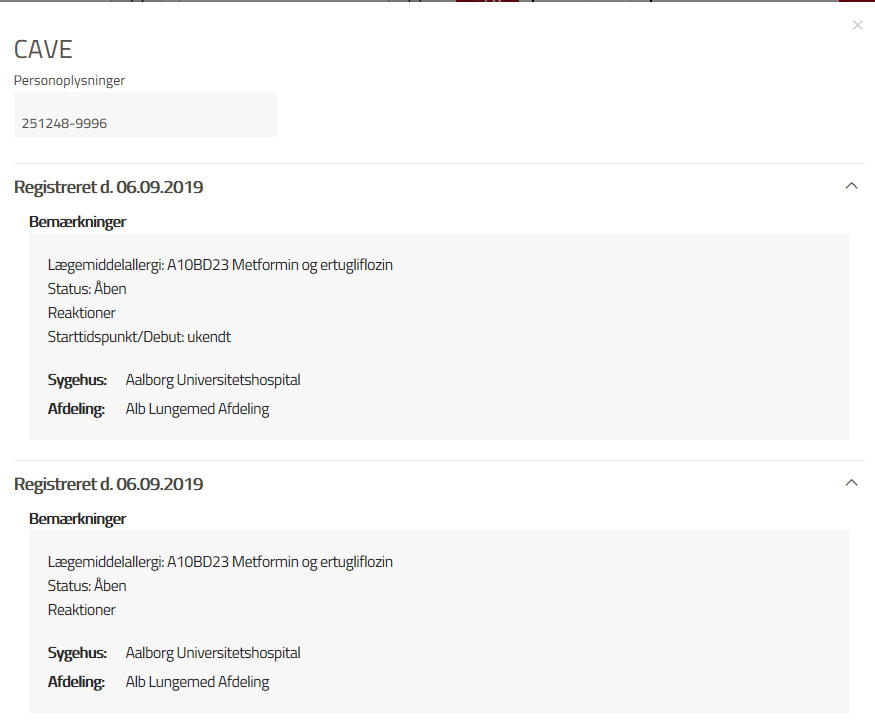 CAVE
Personoplysninger
251248-9996
Registreret d. 06.09.2019
Bemærkninger
Lægemiddelallergi: A10BD23 Metformin og ertugliflozin
Status: Åben
Reaktioner
Starttidspunkt/Debut: ukendt
Sygehus: Aalborg Universitetshospital
Afdeling: Alb Lungemed Afdeling
Registreret d. 06.09.2019
Bemærkninger
Lægemiddelallergi: A10BD23 Metformin og ertugliflozin
Status: Åben
Reaktioner
Sygehus: Aalborg Universitetshospital
Afdeling: Alb Lungemed Afdeling